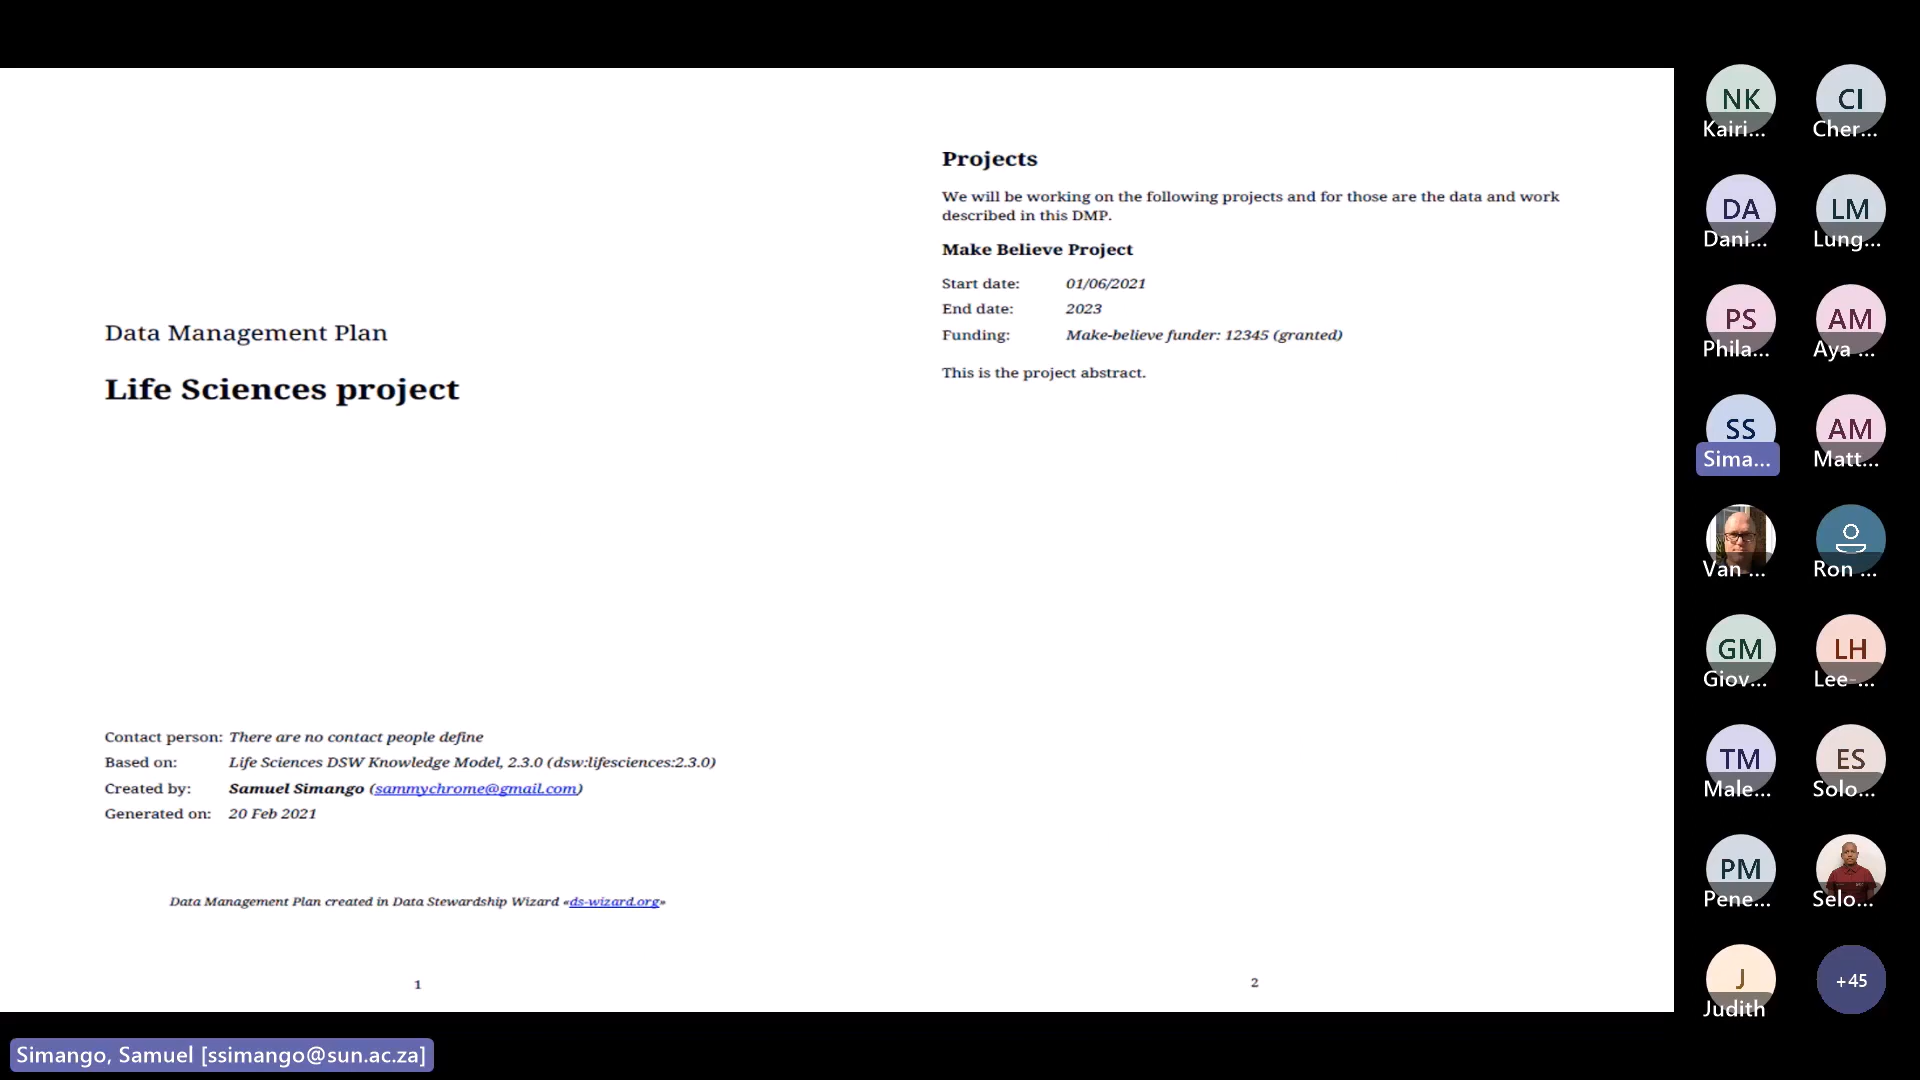 Data Management Plan
Life Sciences project
Contact person: There are no contact people define
Based on: Life Sciences DSW Knowledge Model, 2.3.0 (dsw:lifesciences:2.3.0)
Created by: Samuel Simango (sammychrome@gmail.com)
Generated on: 20 Feb 2021
Data Management Plan created in Data Stewardship Wizard «ds-wizard.org»
1
Projects
We will be working on the following projects and for those are the data and work
described in this DMP.
Make Believe Project
Start date: 01/06/2021
End date: 2023
Funding: Make-believe funder: 12345 (granted)
This is the project abstract.
2
NK
Kairi...
CI
Cher...
DA
Dani...
LM
Lung...
PS
Phila...
AM
Aya ...
SS
Sima...
AM
Matt...
Van ...
Ron ...
GM
Giov...
LH
Lee-...
TM
Male...
ES
Solo...
PM
Pene...
Selo...
J
Judith
+45
Simango, Samuel [ssimango@sun.ac.za]